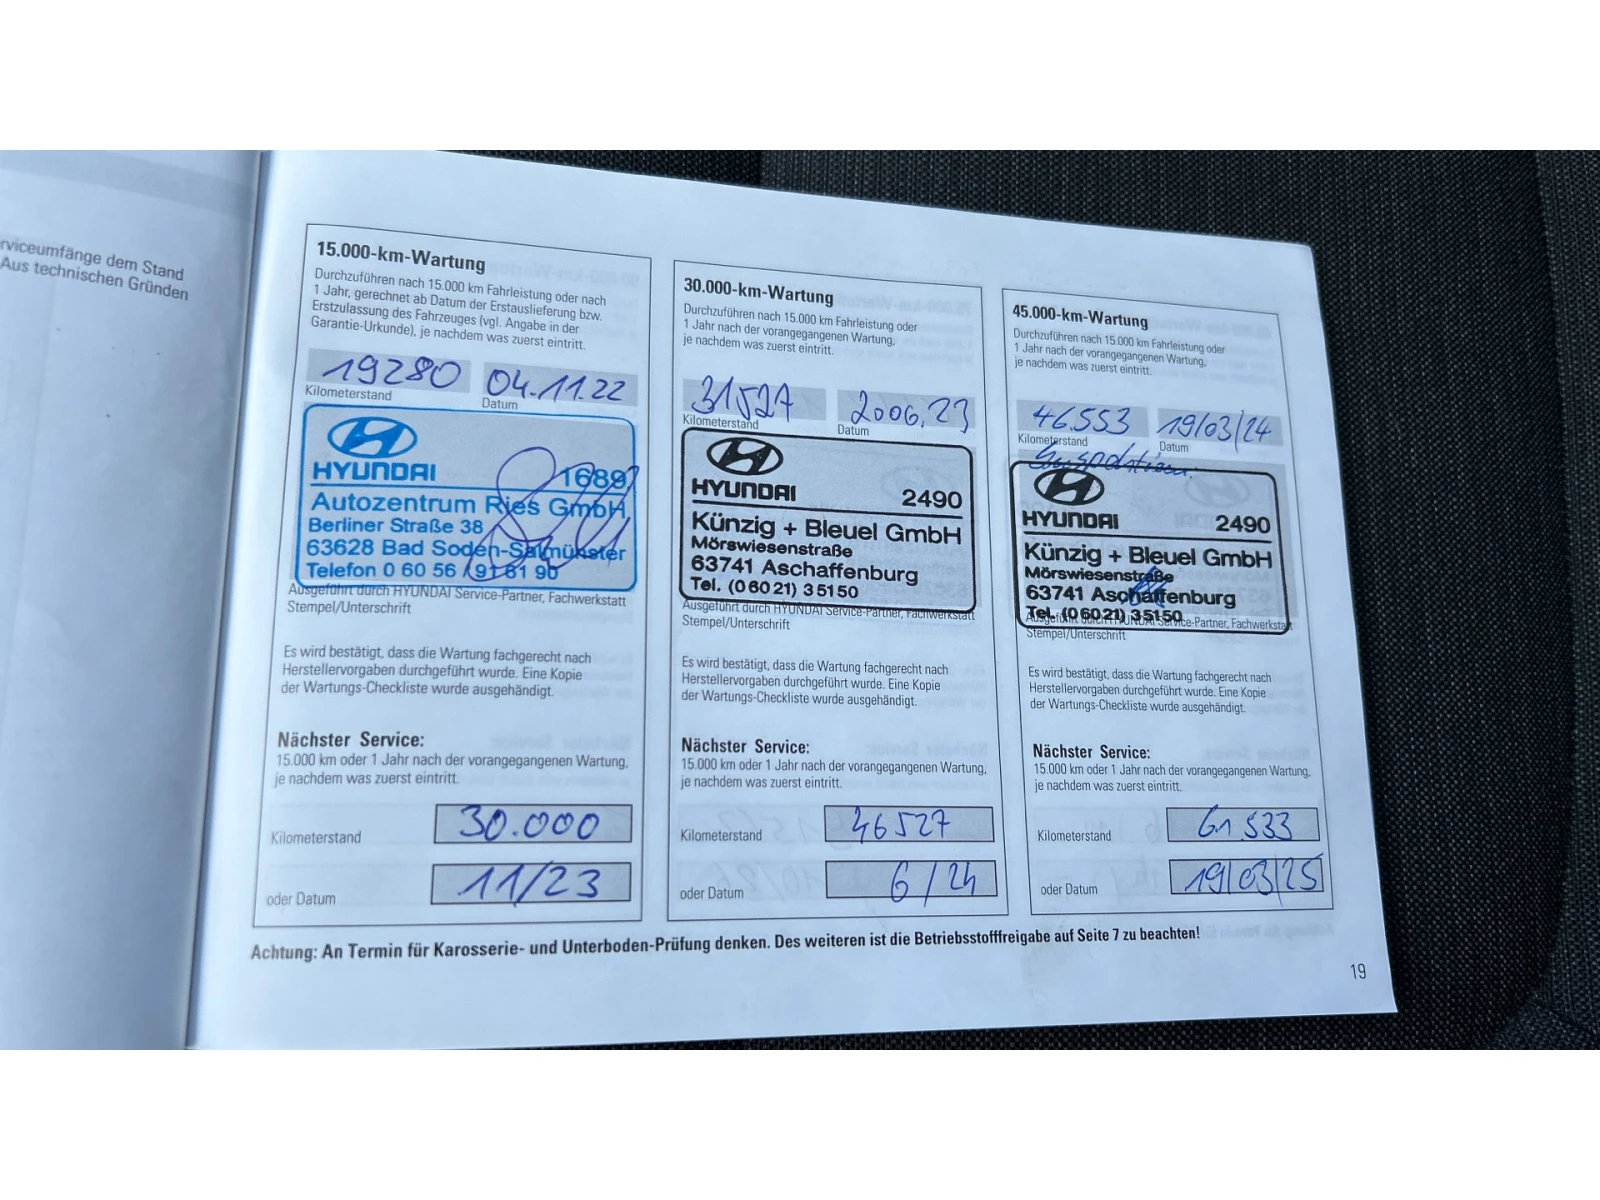 rviceumfänge dem Stand
Aus technischen Gründen
15.000-km-Wartung
Durchzuführen nach 15.000 km Fahrleistung oder nach
1 Jahr, gerechnet ab Datum der Erstauslieferung bzw.
Erstzulassung des Fahrzeuges (vgl. Angabe in der
Garantie-Urkunde), je nachdem was zuerst eintritt.
19280 04.11.22
Kilometerstand Datum
HYUNDAI 1689
Autozentrum Ries GmbH
Berliner Straße 38
63628 Bad Soden-Salmünster
Telefon 0 60 56 / 91 61 90
Ausgeführt durch HYUNDAI Service-Partner, Fachwerkstatt
Stempel/Unterschrift
Es wird bestätigt, dass die Wartung fachgerecht nach
Herstellervorgaben durchgeführt wurde. Eine Kopie
der Wartungs-Checkliste wurde ausgehändigt.
Nächster Service:
15.000 km oder 1 Jahr nach der vorangegangenen Wartung,
je nachdem was zuerst eintritt.
Kilometerstand 30.000
oder Datum 11/23
30.000-km-Wartung
Durchzuführen nach 15.000 km Fahrleistung oder
1 Jahr nach der vorangegangenen Wartung,
je nachdem was zuerst eintritt.
31527 2006.23
Kilometerstand Datum
HYUNDAI 2490
Künzig + Bleuel GmbH
Mörswiesenstraße
63741 Aschaffenburg
Tel. (0 60 21) 3 51 50
Ausgeführt durch HYUNDAI Service-Partner, Fachwerkstatt
Stempel/Unterschrift
Es wird bestätigt, dass die Wartung fachgerecht nach
Herstellervorgaben durchgeführt wurde. Eine Kopie
der Wartungs-Checkliste wurde ausgehändigt.
Nächster Service:
15.000 km oder 1 Jahr nach der vorangegangenen Wartung,
je nachdem was zuerst eintritt.
Kilometerstand 46527
oder Datum 6/24
45.000-km-Wartung
Durchzuführen nach 15.000 km Fahrleistung oder
1 Jahr nach der vorangegangenen Wartung,
je nachdem was zuerst eintritt.
46.553 19/03/24
Kilometerstand Datum
HYUNDAI 2490
Künzig + Bleuel GmbH
Mörswiesenstraße
63741 Aschaffenburg
Tel. (0 60 21) 3 51 50
Ausgeführt durch HYUNDAI Service-Partner, Fachwerkstatt
Stempel/Unterschrift
Es wird bestätigt, dass die Wartung fachgerecht nach
Herstellervorgaben durchgeführt wurde. Eine Kopie
der Wartungs-Checkliste wurde ausgehändigt.
Nächster Service:
15.000 km oder 1 Jahr nach der vorangegangenen Wartung,
je nachdem was zuerst eintritt.
Kilometerstand 61533
oder Datum 19/03/25
Achtung: An Termin für Karosserie- und Unterboden-Prüfung denken. Des weiteren ist die Betriebsstofffreigabe auf Seite 7 zu beachten!
19